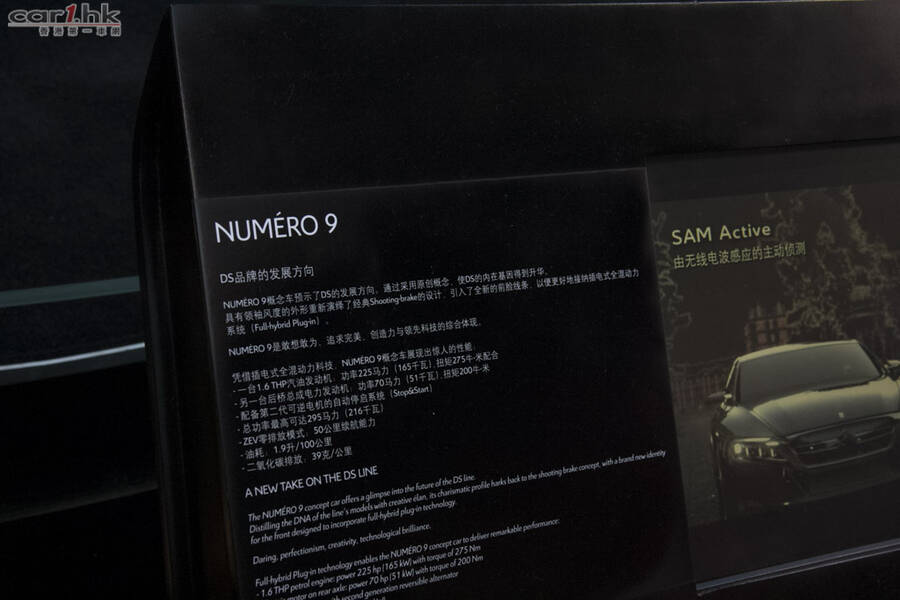 car1.hk
香港第一車網
NUMÉRO 9
DS品牌的发展方向
NUMÉRO 9概念车预示了DS的发展方向。通过采用原创概念，使DS的内在基因得到升华。
具有领袖风度的外形重新演绎了经典Shooting-brake的设计，引入了全新的前脸线条，以便更好地接纳插电式全混动力
系统（Full-hybrid Plug-in）。
NUMÉRO 9是敢想敢为、追求完美、创造力与领先科技的综合体现。
凭借插电式全混动力科技，NUMÉRO 9概念车展现出惊人的性能：
- 一台1.6 THP汽油发动机：功率225马力（165千瓦），扭矩275牛·米配合
- 另一台后桥总成电力发动机：功率70马力（51千瓦），扭矩200牛·米
- 配备第二代可逆电机的自动停启系统（Stop&Start）
- 总功率最高可达295马力（216千瓦）
- ZEV零排放模式：50公里续航能力
- 油耗：1.9升/100公里
- 二氧化碳排放：39克/公里
A NEW TAKE ON THE DS LINE
The NUMÉRO 9 concept car offers a glimpse into the future of the DS line.
Distilling the DNA of the line's models with creative élan, its charismatic profile harks back to the shooting brake concept, with a brand new identity
for the front designed to incorporate full-hybrid plug-in technology.
Daring, perfectionism, creativity, technological brilliance.
Full-hybrid Plug-in technology enables the NUMÉRO 9 concept car to deliver remarkable performance:
- 1.6 THP petrol engine: power 225 hp (165 kW) with torque of 275 Nm
motor on rear axle: power 70 hp (51 kW) with torque of 200 Nm
with second generation reversible alternator
SAM Active
由无线电波感应的主动侦测